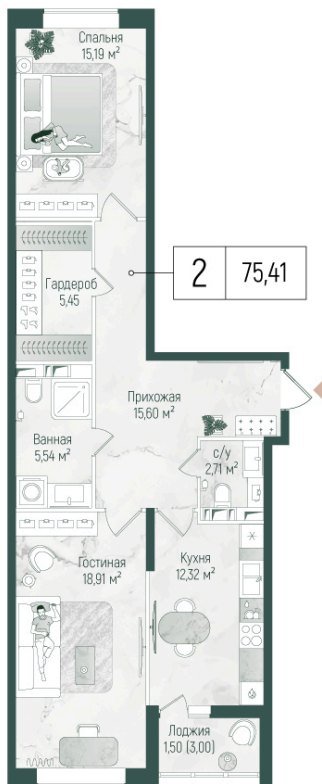 Спальня
15,19 м²
2
75,41
Гардероб
5,45
Прихожая
15,60 м²
Ванная
5,54 м²
с/у
2,71 м²
Гостиная
18,91 м²
Кухня
12,32 м²
Лоджия
1,50 (3,00)